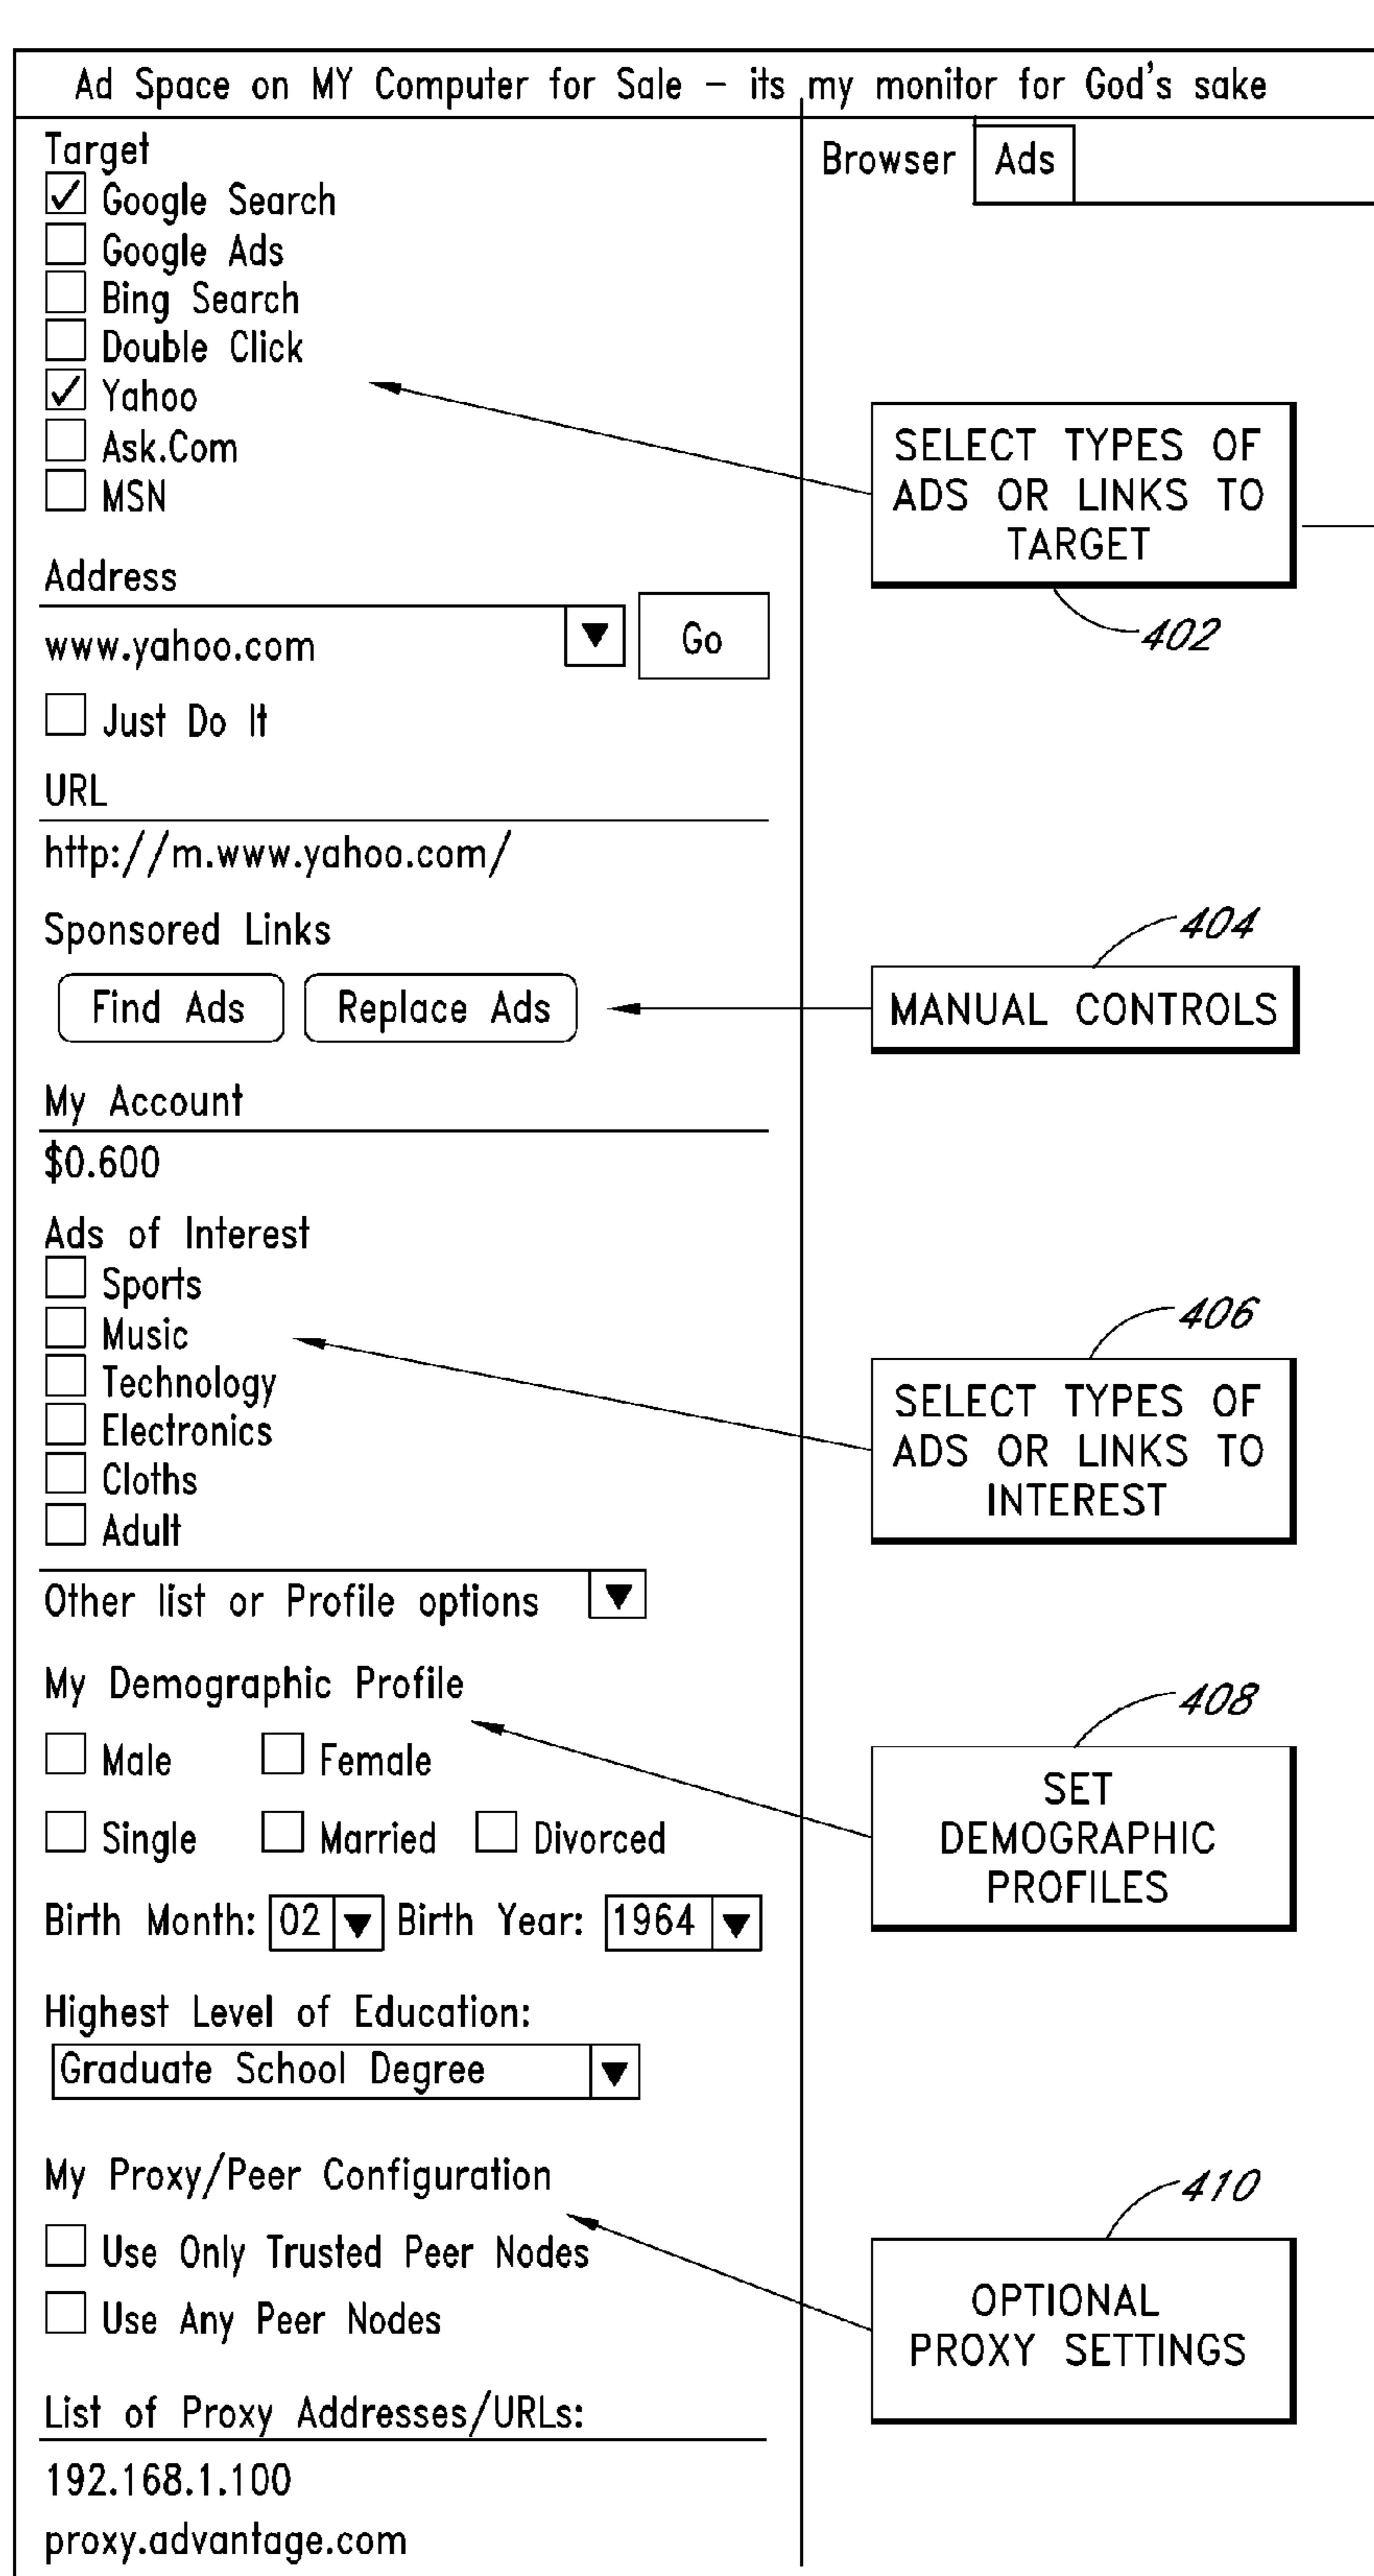 Ad Space on MY Computer for Sale – its my monitor for God's sake
Target
Google Search
Google Ads
Bing Search
Double Click
Yahoo
Ask.Com
MSN
Address
www.yahoo.com
Go
Just Do It
URL
http://m.www.yahoo.com/
Sponsored Links
Find Ads Replace Ads
My Account
$0.600
Ads of Interest
Sports
Music
Technology
Electronics
Cloths
Adult
Other list or Profile options
My Demographic Profile
Male Female
Single Married Divorced
Birth Month: 02 Birth Year: 1964
Highest Level of Education:
Graduate School Degree
My Proxy/Peer Configuration
Use Only Trusted Peer Nodes
Use Any Peer Nodes
List of Proxy Addresses/URLs:
192.168.1.100
proxy.advantage.com
Browser Ads
SELECT TYPES OF
ADS OR LINKS TO
TARGET
402
404
MANUAL CONTROLS
406
SELECT TYPES OF
ADS OR LINKS TO
INTEREST
408
SET
DEMOGRAPHIC
PROFILES
410
OPTIONAL
PROXY SETTINGS